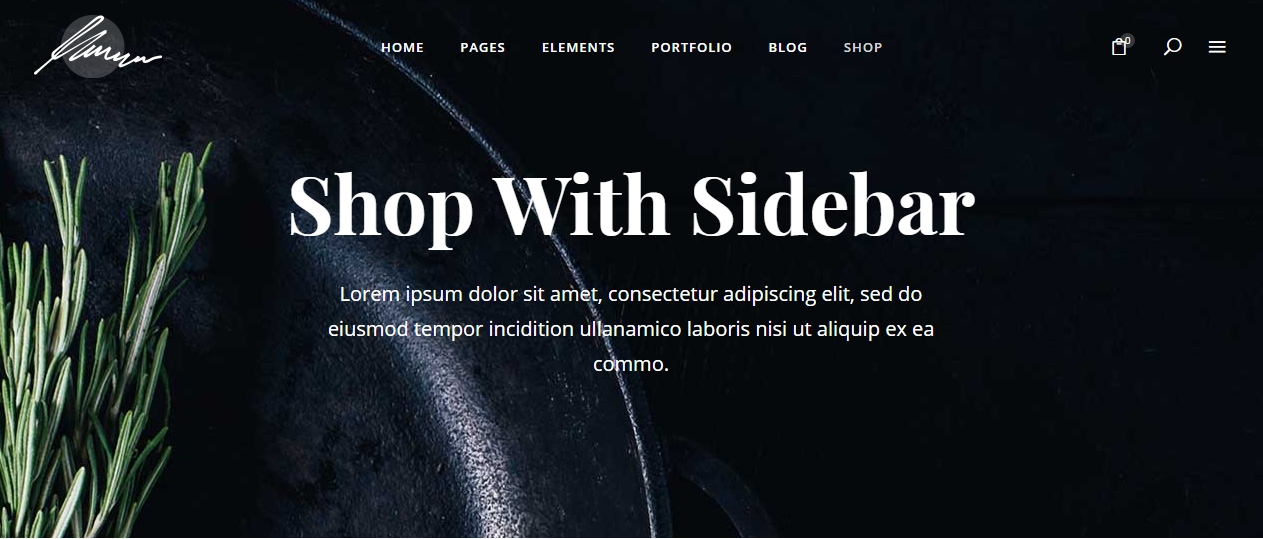 HOME PAGES ELEMENTS PORTFOLIO BLOG SHOP 0
Shop With Sidebar
Lorem ipsum dolor sit amet, consectetur adipiscing elit, sed do
eiusmod tempor incidition ullanamico laboris nisi ut aliquip ex ea
commo.